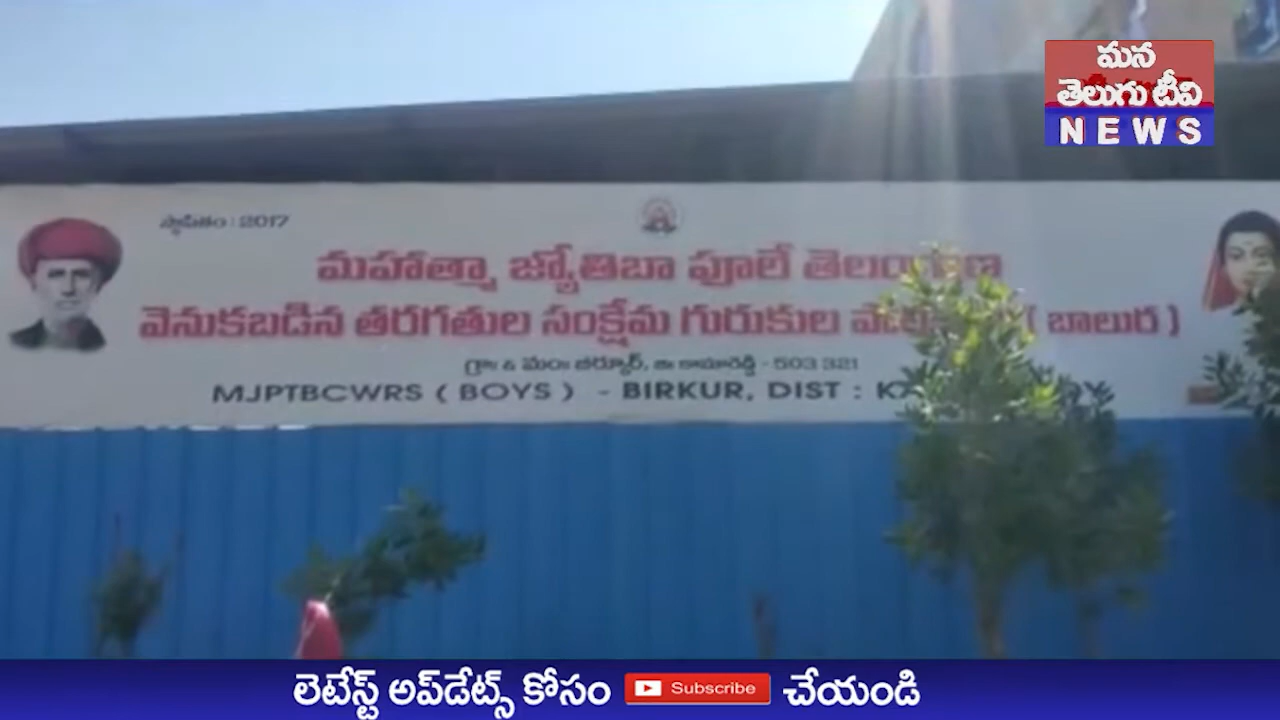 మన
తెలుగు టీవి
NEWS
స్థాపితం : 2017
మహాత్మా జ్యోతిబా పూలే తెలంగాణ
వెనుకబడిన తరగతుల సంక్షేమ గురుకుల ( బాలుర )
గ్రా॥ & మం॥ బీర్కూర్, జి॥ కామారెడ్డి - 503 321
MJPTBCWRS ( BOYS ) - BIRKUR, DIST :
లెటేస్ట్ అప్‌డేట్స్ కోసం Subscribe చేయండి